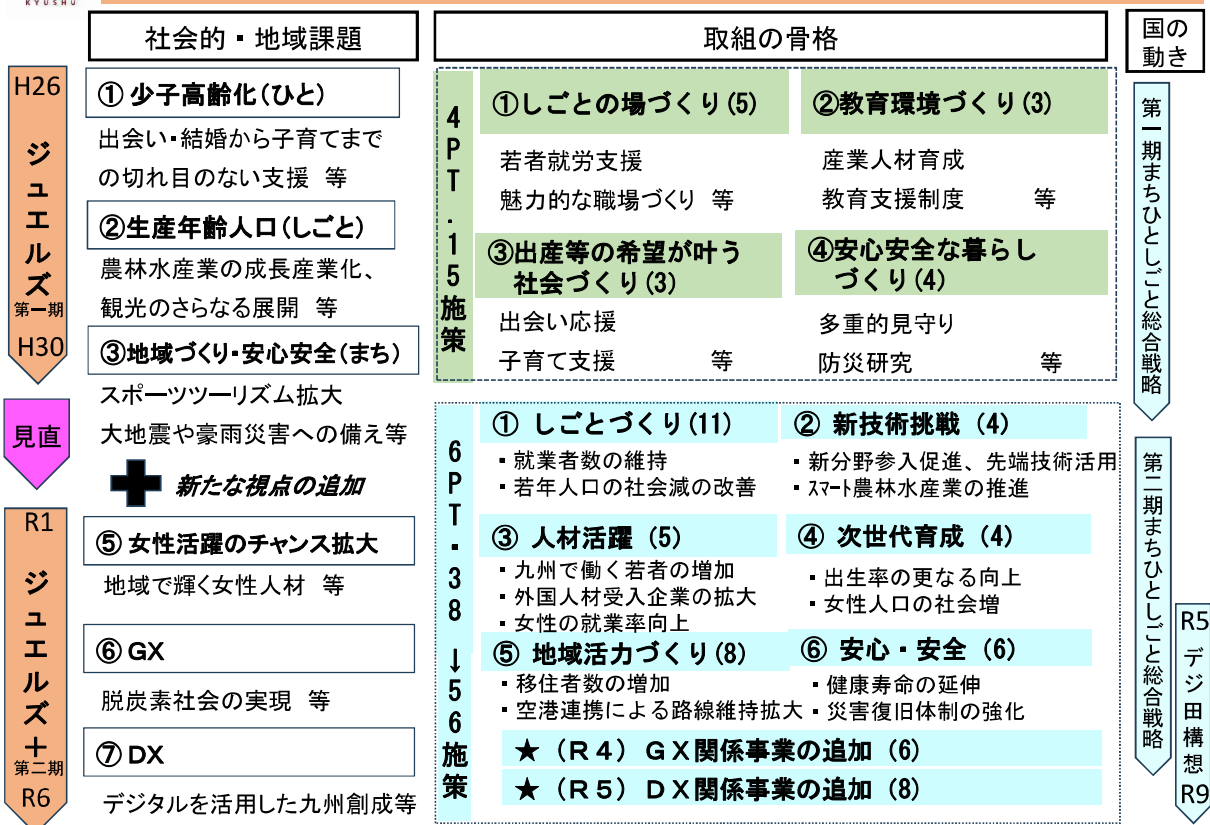 KYUSHU
社会的・地域課題
取組の骨格
国の
動き
H26
ジュエルズ
第一期
H30
見直
R1
ジュエルズ+
第二期
R6
① 少子高齢化(ひと)
出会い・結婚から子育てまで
の切れ目のない支援 等
②生産年齢人口(しごと)
農林水産業の成長産業化、
観光のさらなる展開 等
③地域づくり・安心安全(まち)
スポーツツーリズム拡大
大地震や豪雨災害への備え等
新たな視点の追加
⑤ 女性活躍のチャンス拡大
地域で輝く女性人材 等
⑥ GX
脱炭素社会の実現 等
⑦ DX
デジタルを活用した九州創成等
4PT・15施策
①しごとの場づくり(5)
若者就労支援
魅力的な職場づくり 等
②教育環境づくり(3)
産業人材育成
教育支援制度 等
③出産等の希望が叶う
社会づくり(3)
出会い応援
子育て支援 等
④安心安全な暮らし
づくり(4)
多重的見守り
防災研究 等
6PT・38↓56施策
① しごとづくり(11)
・就業者数の維持
・若年人口の社会減の改善
② 新技術挑戦 (4)
・新分野参入促進、先端技術活用
・スマート農林水産業の推進
③ 人材活躍 (5)
・九州で働く若者の増加
・外国人材受入企業の拡大
・女性の就業率向上
④ 次世代育成 (4)
・出生率の更なる向上
・女性人口の社会増
⑤ 地域活力づくり(8)
・移住者数の増加
・空港連携による路線維持拡大
⑥ 安心・安全 (6)
・健康寿命の延伸
・災害復旧体制の強化
★(R4)GX関係事業の追加(6)
★(R5)DX関係事業の追加(8)
第一期まちひとしごと総合戦略
第二期まちひとしごと総合戦略
R5
デジ田構想
R9